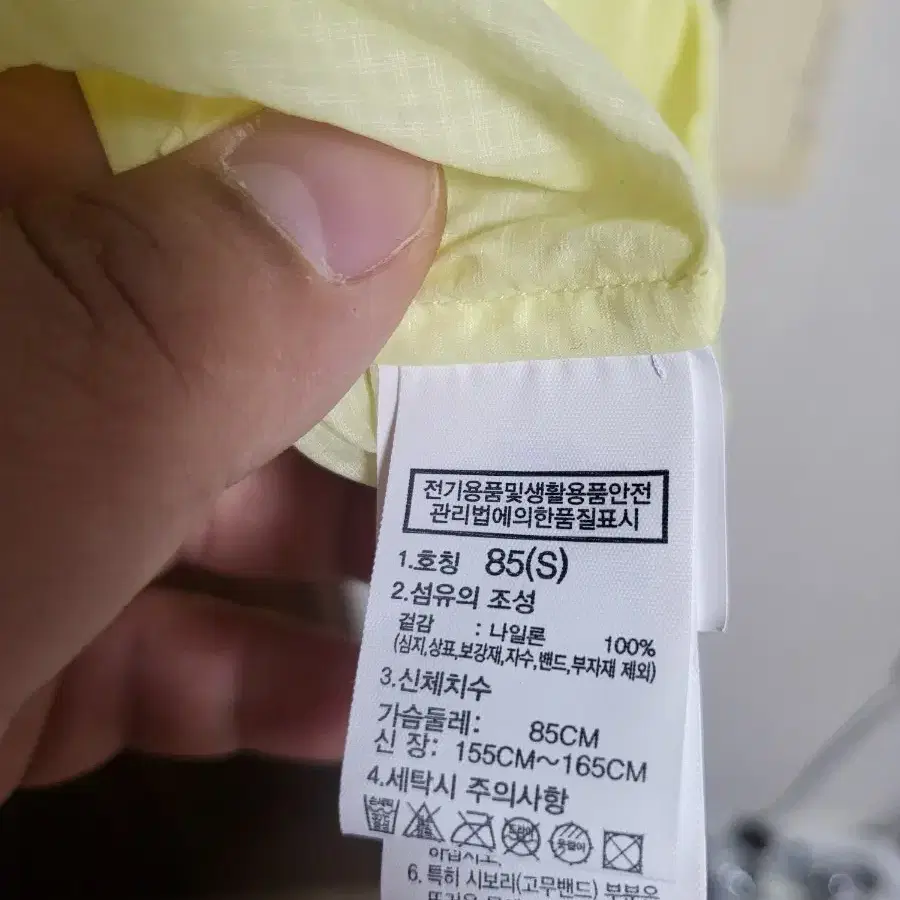 전기용품및생활용품안전
관리법에의한품질표시
1.호칭 85(S)
2.섬유의 조성
겉감 : 나일론 100%
(심지,상표,보강재,자수,밴드,부자재 제외)
3.신체치수
가슴둘레: 85CM
신 장: 155CM~165CM
4.세탁시 주의사항
6. 특히 시보리(고무밴드) 부분은